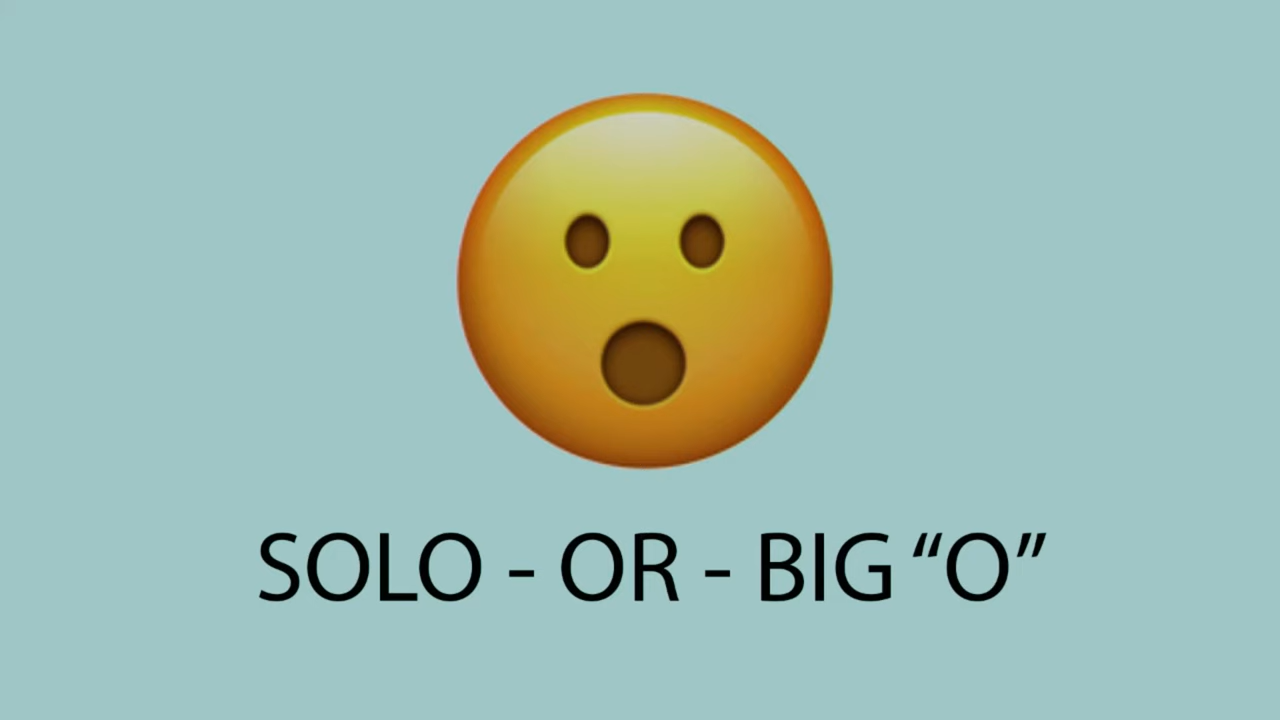 SOLO - OR - BIG “O”